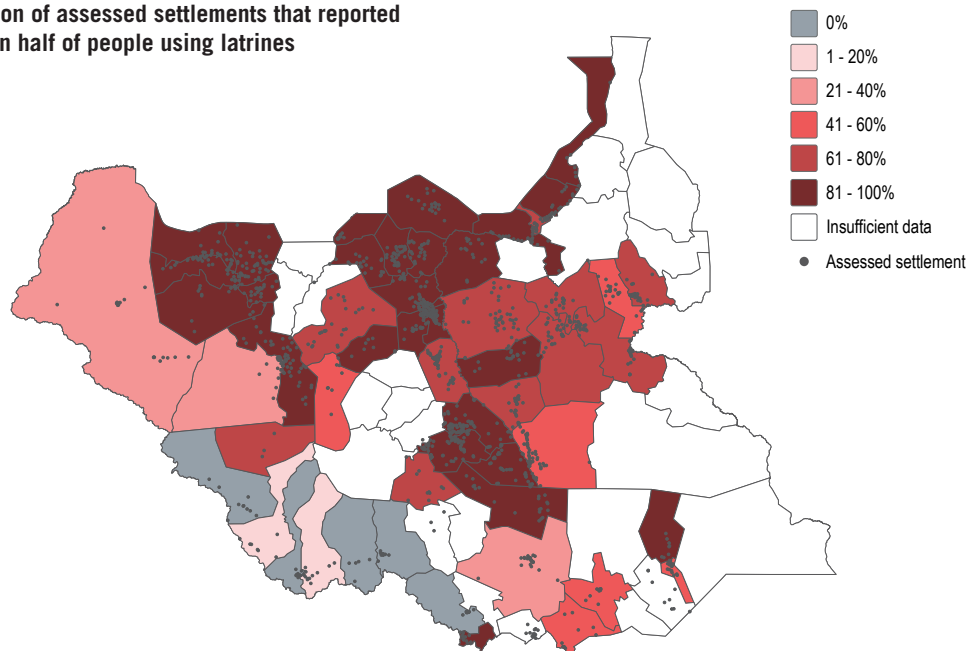 on of assessed settlements that reported
n half of people using latrines
0%
1 - 20%
21 - 40%
41 - 60%
61 - 80%
81 - 100%
Insufficient data
Assessed settlement